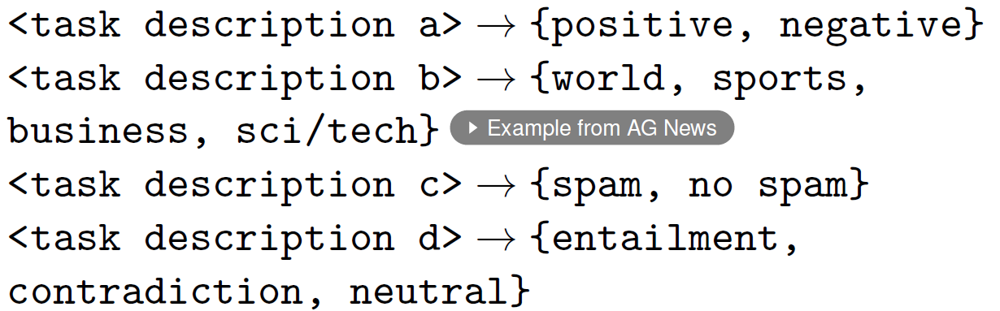 <task description a> → {positive, negative}
<task description b> → {world, sports,
business, sci/tech} ▸ Example from AG News
<task description c> → {spam, no spam}
<task description d> → {entailment,
contradiction, neutral}